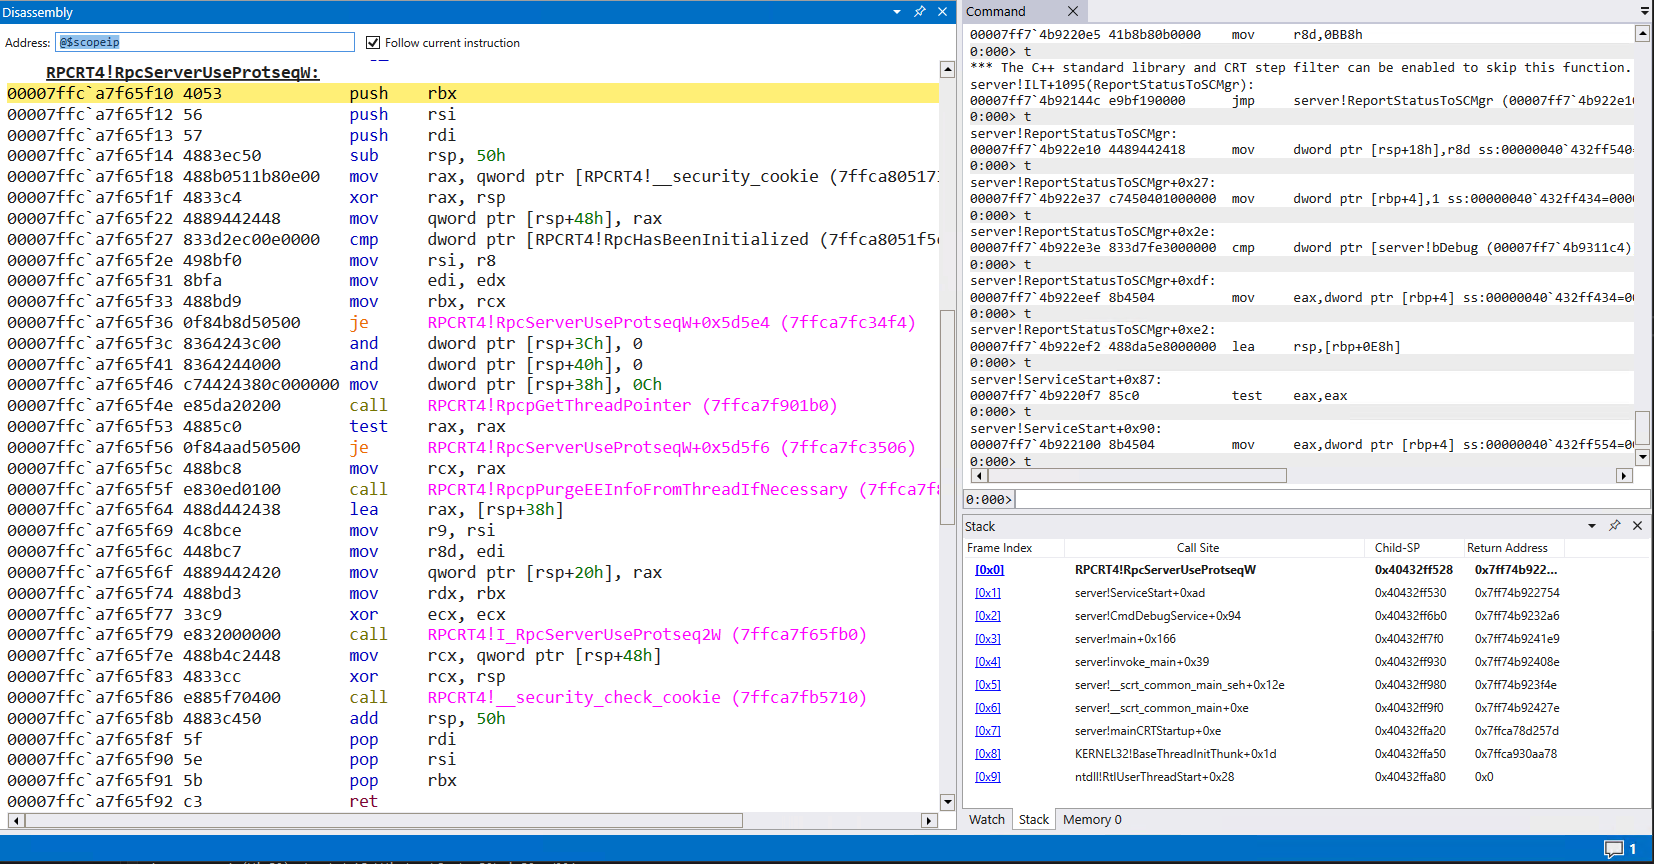 Disassembly
Address: @$scopeip Follow current instruction
RPCRT4!RpcServerUseProtseqW:
00007ffc`a7f65f10 4053 push rbx
00007ffc`a7f65f12 56 push rsi
00007ffc`a7f65f13 57 push rdi
00007ffc`a7f65f14 4883ec50 sub rsp, 50h
00007ffc`a7f65f18 488b0511b80e00 mov rax, qword ptr [RPCRT4!__security_cookie (7ffca805173
00007ffc`a7f65f1f 4833c4 xor rax, rsp
00007ffc`a7f65f22 4889442448 mov qword ptr [rsp+48h], rax
00007ffc`a7f65f27 833d2ec00e0000 cmp dword ptr [RPCRT4!RpcHasBeenInitialized (7ffca8051f5c
00007ffc`a7f65f2e 498bf0 mov rsi, r8
00007ffc`a7f65f31 8bfa mov edi, edx
00007ffc`a7f65f33 488bd9 mov rbx, rcx
00007ffc`a7f65f36 0f84b8d50500 je RPCRT4!RpcServerUseProtseqW+0x5d5e4 (7ffca7fc34f4)
00007ffc`a7f65f3c 8364243c00 and dword ptr [rsp+3Ch], 0
00007ffc`a7f65f41 8364244000 and dword ptr [rsp+40h], 0
00007ffc`a7f65f46 c74424380c000000 mov dword ptr [rsp+38h], 0Ch
00007ffc`a7f65f4e e85da20200 call RPCRT4!RpcpGetThreadPointer (7ffca7f901b0)
00007ffc`a7f65f53 4885c0 test rax, rax
00007ffc`a7f65f56 0f84aad50500 je RPCRT4!RpcServerUseProtseqW+0x5d5f6 (7ffca7fc3506)
00007ffc`a7f65f5c 488bc8 mov rcx, rax
00007ffc`a7f65f5f e830ed0100 call RPCRT4!RpcpPurgeEEInfoFromThreadIfNecessary (7ffca7f8
00007ffc`a7f65f64 488d442438 lea rax, [rsp+38h]
00007ffc`a7f65f69 4c8bce mov r9, rsi
00007ffc`a7f65f6c 448bc7 mov r8d, edi
00007ffc`a7f65f6f 4889442420 mov qword ptr [rsp+20h], rax
00007ffc`a7f65f74 488bd3 mov rdx, rbx
00007ffc`a7f65f77 33c9 xor ecx, ecx
00007ffc`a7f65f79 e832000000 call RPCRT4!I_RpcServerUseProtseq2W (7ffca7f65fb0)
00007ffc`a7f65f7e 488b4c2448 mov rcx, qword ptr [rsp+48h]
00007ffc`a7f65f83 4833cc xor rcx, rsp
00007ffc`a7f65f86 e885f70400 call RPCRT4!__security_check_cookie (7ffca7fb5710)
00007ffc`a7f65f8b 4883c450 add rsp, 50h
00007ffc`a7f65f8f 5f pop rdi
00007ffc`a7f65f90 5e pop rsi
00007ffc`a7f65f91 5b pop rbx
00007ffc`a7f65f92 c3 ret
Command
00007ff7`4b9220e5 41b8b80b0000 mov r8d,0BB8h
0:000> t
*** The C++ standard library and CRT step filter can be enabled to skip this function.
server!ILT+1095(ReportStatusToSCMgr):
00007ff7`4b92144c e9bf190000 jmp server!ReportStatusToSCMgr (00007ff7`4b922e10
0:000> t
server!ReportStatusToSCMgr:
00007ff7`4b922e10 4489442418 mov dword ptr [rsp+18h],r8d ss:00000040`432ff540=
0:000> t
server!ReportStatusToSCMgr+0x27:
00007ff7`4b922e37 c7450401000000 mov dword ptr [rbp+4],1 ss:00000040`432ff434=0000
0:000> t
server!ReportStatusToSCMgr+0x2e:
00007ff7`4b922e3e 833d7fe3000000 cmp dword ptr [server!bDebug (00007ff7`4b9311c4)
0:000> t
server!ReportStatusToSCMgr+0xdf:
00007ff7`4b922eef 8b4504 mov eax,dword ptr [rbp+4] ss:00000040`432ff434=00
0:000> t
server!ReportStatusToSCMgr+0xe2:
00007ff7`4b922ef2 488da5e8000000 lea rsp,[rbp+0E8h]
0:000> t
server!ServiceStart+0x87:
00007ff7`4b9220f7 85c0 test eax,eax
0:000> t
server!ServiceStart+0x90:
00007ff7`4b922100 8b4504 mov eax,dword ptr [rbp+4] ss:00000040`432ff554=00
0:000> t
0:000>
Stack
Frame Index Call Site Child-SP Return Address
[0x0] RPCRT4!RpcServerUseProtseqW 0x40432ff528 0x7ff74b922...
[0x1] server!ServiceStart+0xad 0x40432ff530 0x7ff74b922754
[0x2] server!CmdDebugService+0x94 0x40432ff6b0 0x7ff74b9232a6
[0x3] server!main+0x166 0x40432ff7f0 0x7ff74b9241e9
[0x4] server!invoke_main+0x39 0x40432ff930 0x7ff74b92408e
[0x5] server!__scrt_common_main_seh+0x12e 0x40432ff980 0x7ff74b923f4e
[0x6] server!__scrt_common_main+0xe 0x40432ff9f0 0x7ff74b92427e
[0x7] server!mainCRTStartup+0xe 0x40432ffa20 0x7ffca78d257d
[0x8] KERNEL32!BaseThreadInitThunk+0x1d 0x40432ffa50 0x7ffca930aa78
[0x9] ntdll!RtlUserThreadStart+0x28 0x40432ffa80 0x0
Watch Stack Memory 0
1